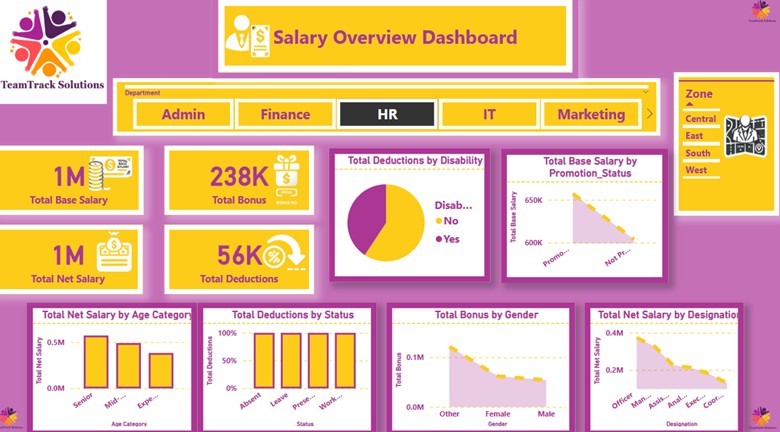 TeamTrack Solutions
Salary Overview Dashboard
Department
Admin
Finance
HR
IT
Marketing
Zone
Central
East
South
West
1M
Total Base Salary
238K
Total Bonus
1M
Total Net Salary
56K
Total Deductions
Total Deductions by Disability
Disab...
No
Yes
Total Base Salary by
Promotion_Status
Total Base Salary
650K
600K
Promo...
Not Pr...
Total Net Salary by Age Category
Total Net Salary
0.5M
0.0M
Senior
Mid-...
Expe...
Age Category
Total Deductions by Status
Total Deductions
100%
50%
0%
Absent
Leave
Prese...
Work...
Status
Total Bonus by Gender
Total Bonus
0.1M
0.0M
Other
Female
Male
Gender
Total Net Salary by Designation
Total Net Salary
0.4M
0.2M
Officer
Man...
Assis...
Anal...
Exec...
Coor...
Designation